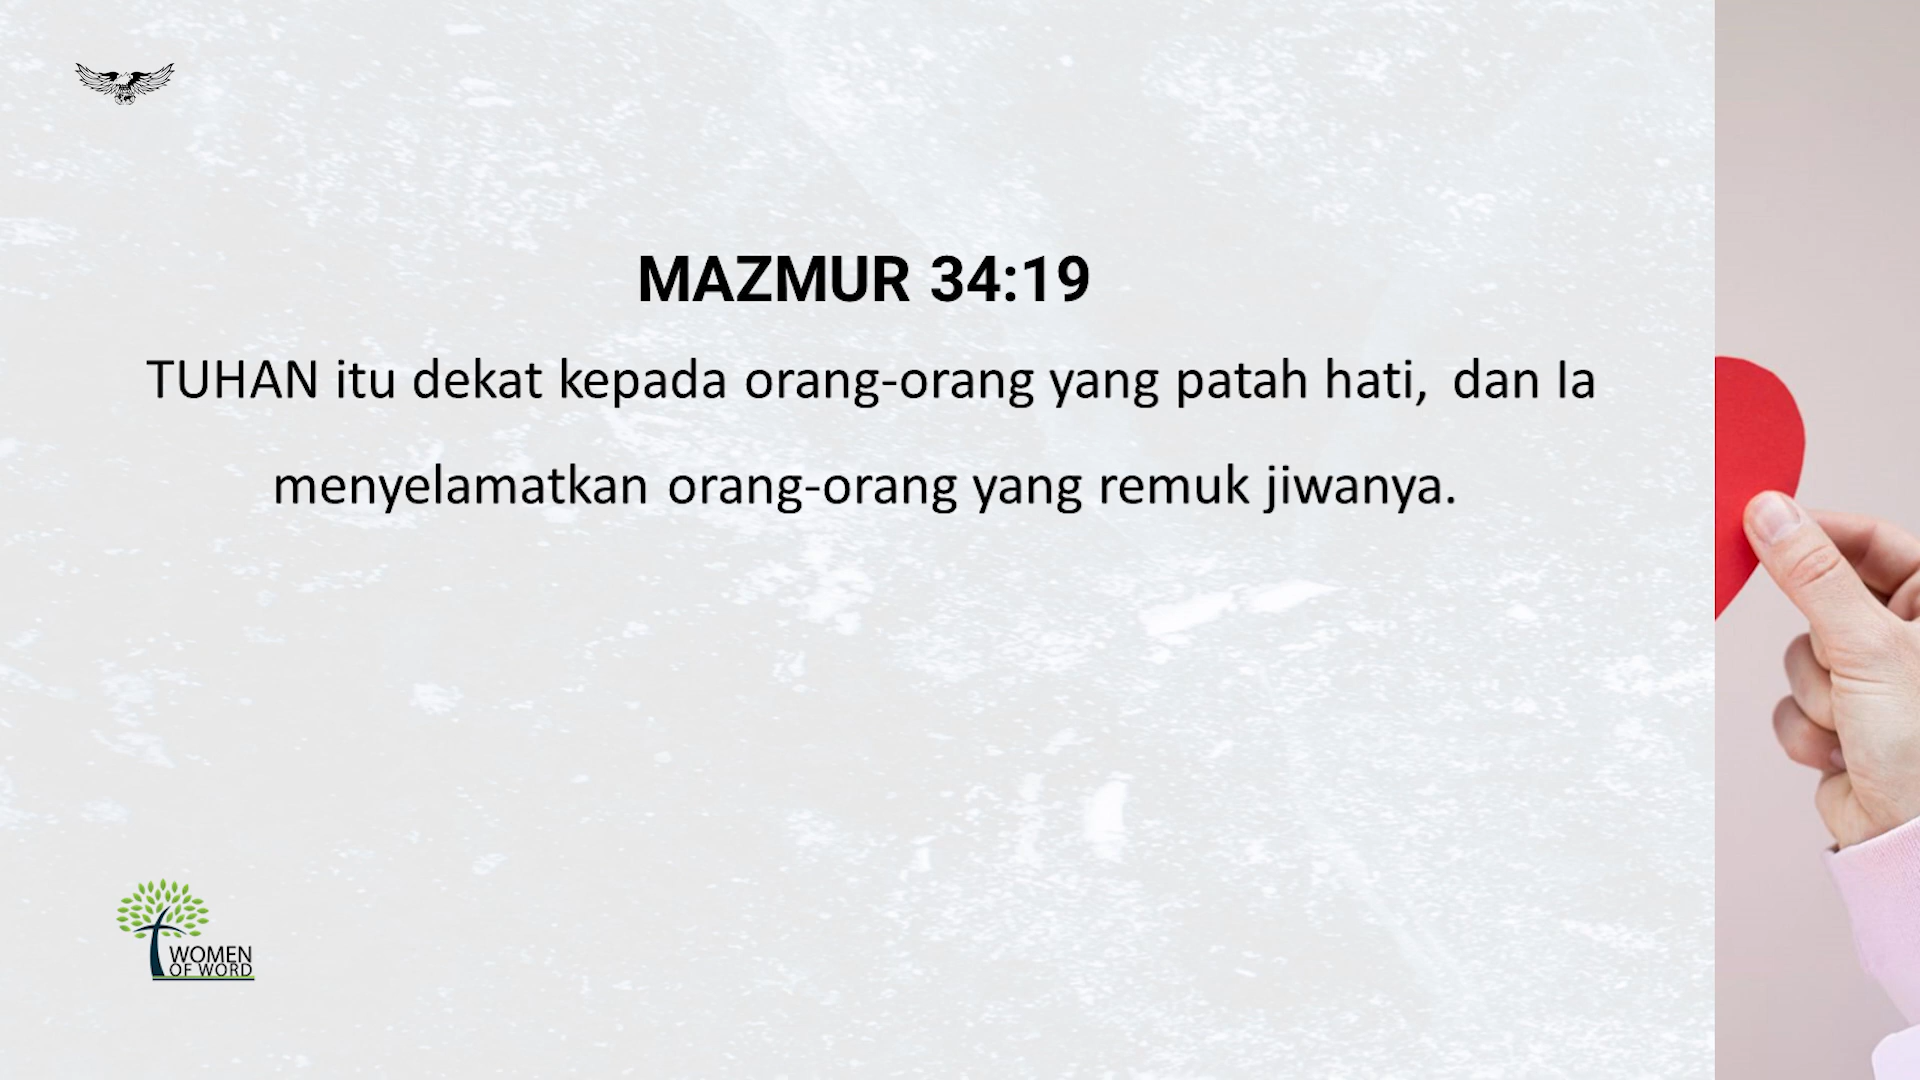 MAZMUR 34:19
TUHAN itu dekat kepada orang-orang yang patah hati, dan Ia
menyelamatkan orang-orang yang remuk jiwanya.
WOMEN
OF WORD